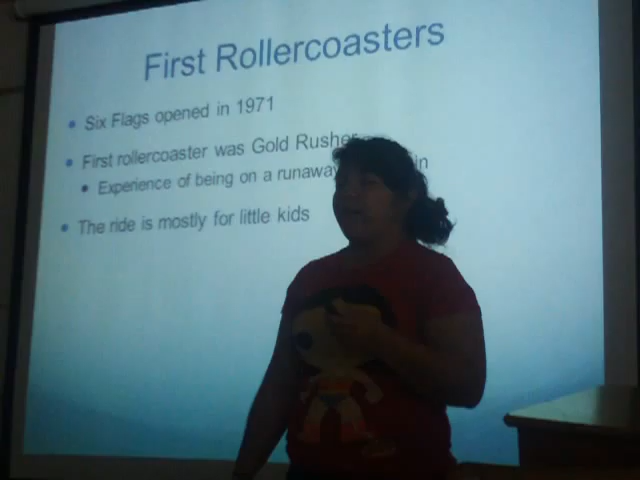 First Rollercoasters
Six Flags opened in 1971
First rollercoaster was Gold Rusher
Experience of being on a runaway
The ride is mostly for little kids